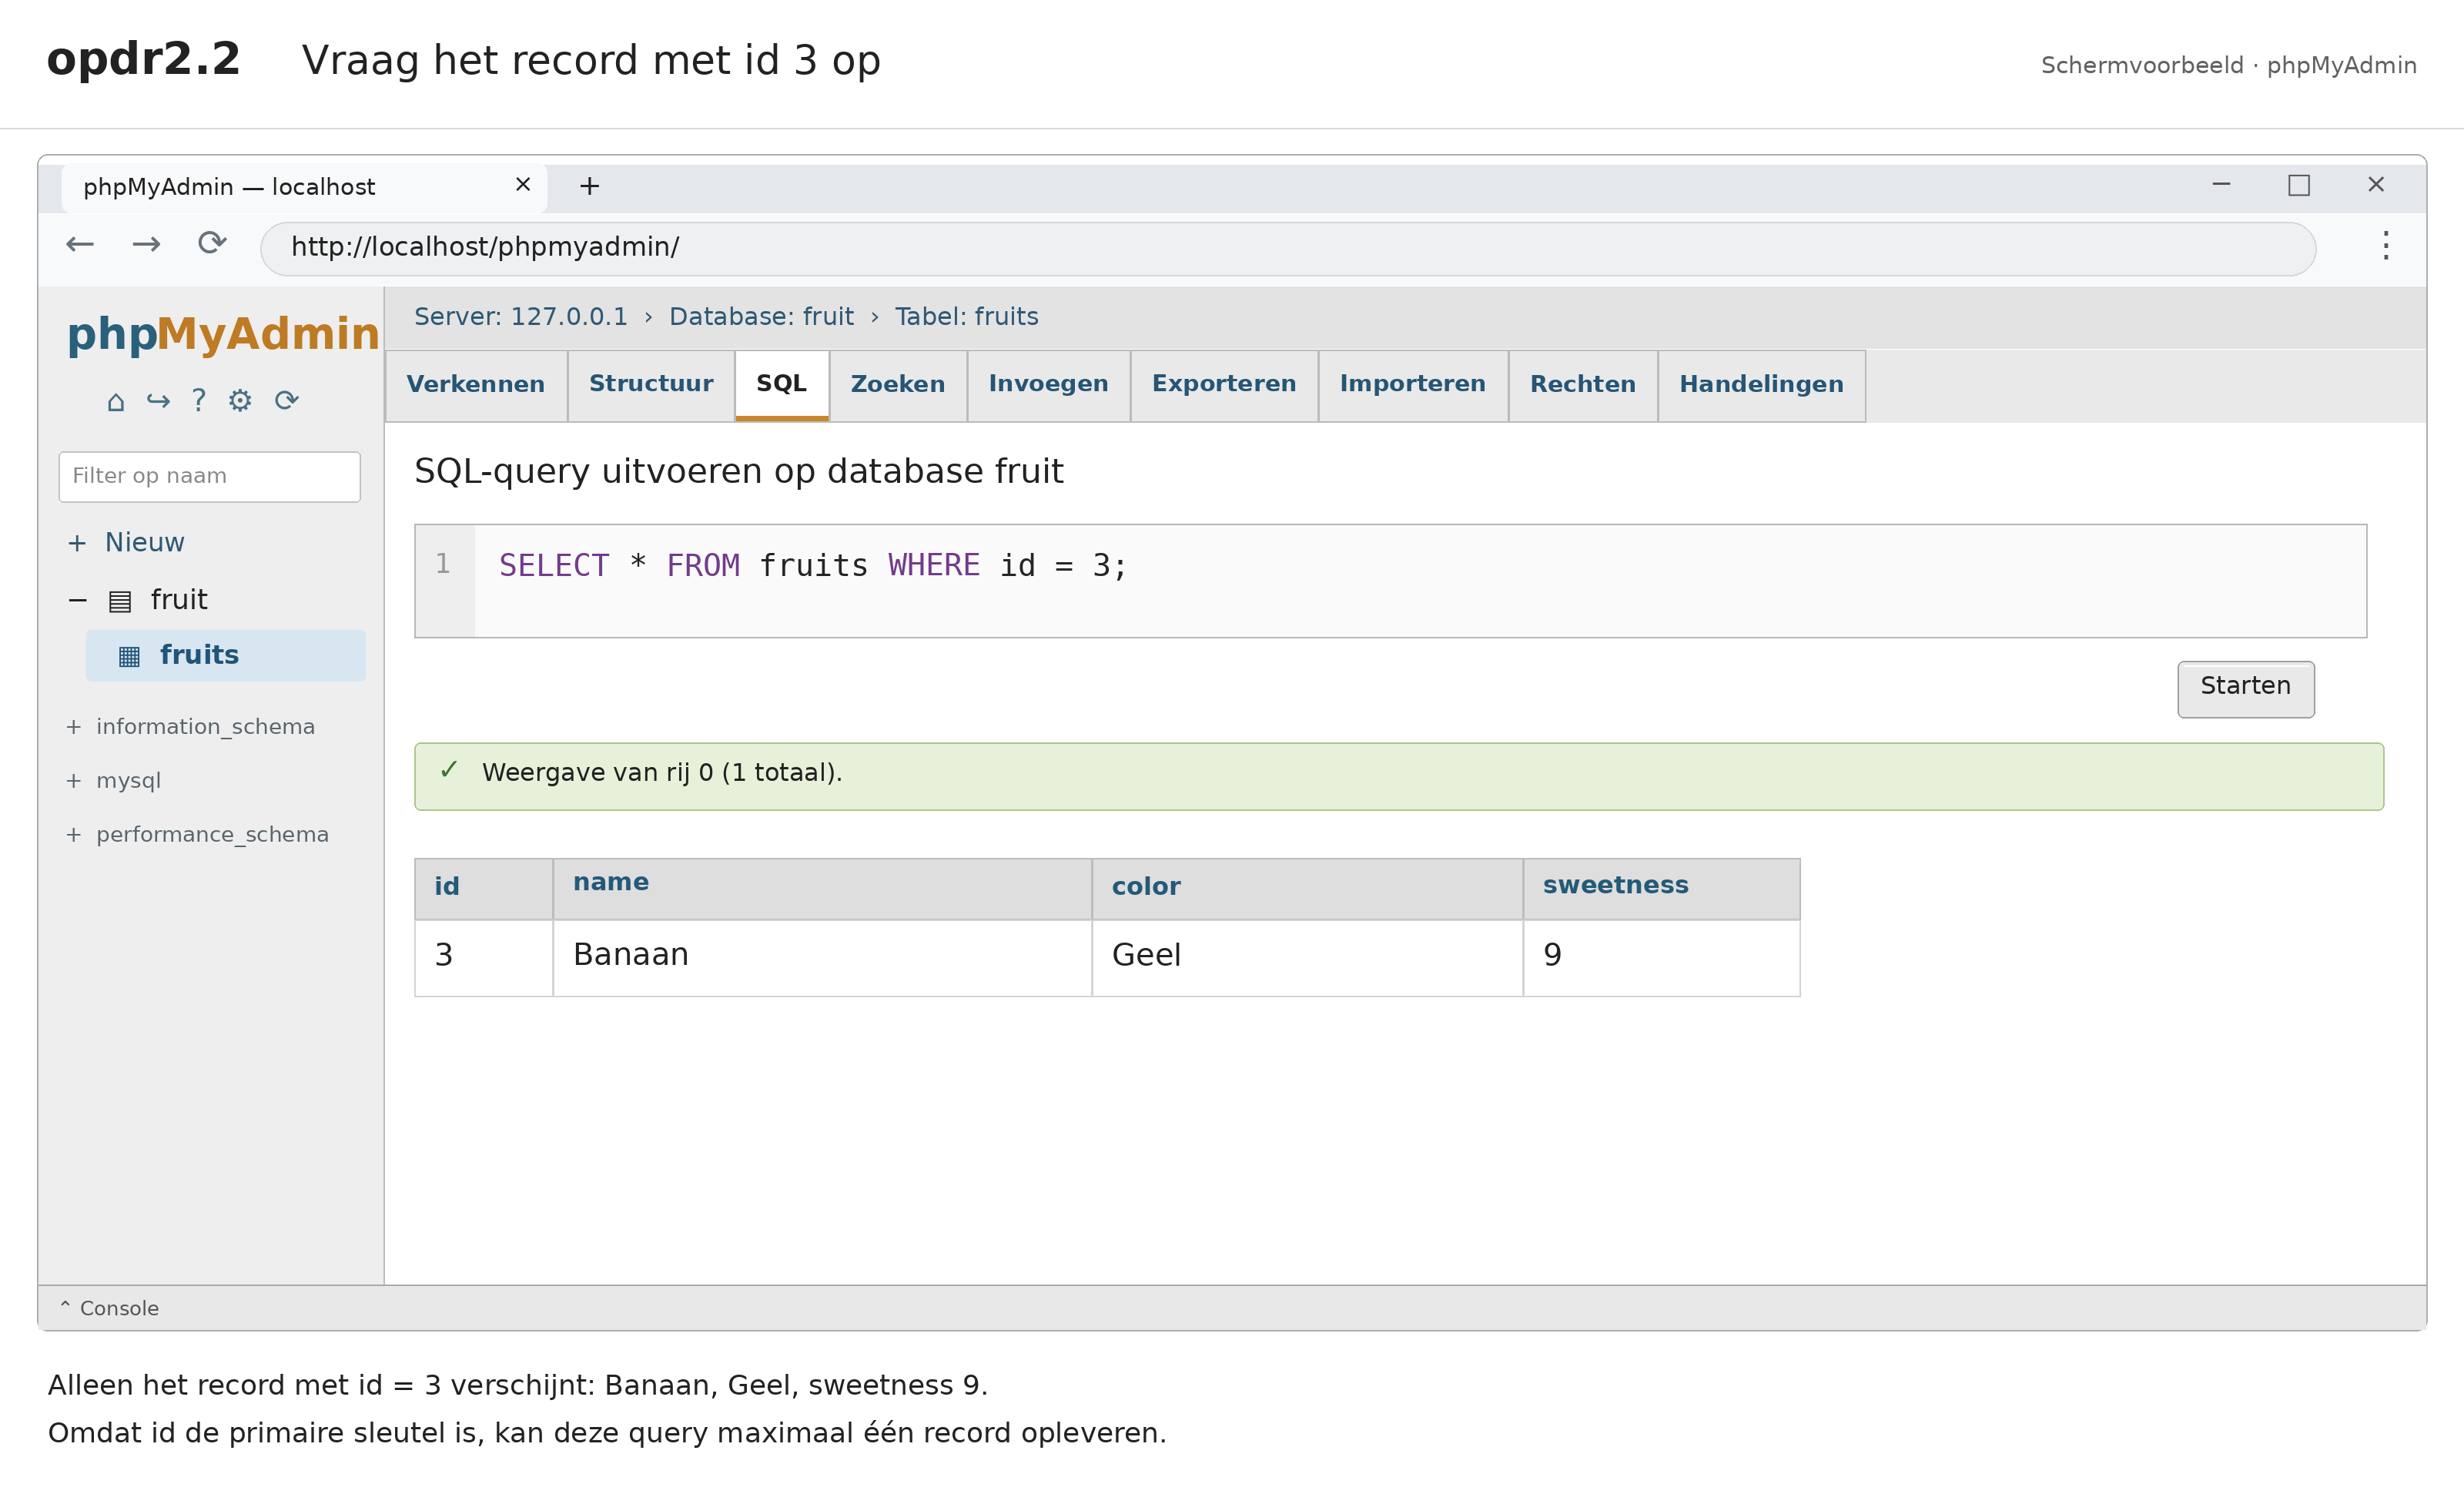 opdr2.2 Vraag het record met id 3 op
Schermvoorbeeld · phpMyAdmin
phpMyAdmin — localhost × +
− □ ×
← → ⟳ http://localhost/phpmyadmin/ ⋮
phpMyAdmin
⌂ ↪ ? ⚙ ⟳
Filter op naam
+ Nieuw
− ▤ fruit
▦ fruits
+ information_schema
+ mysql
+ performance_schema
Server: 127.0.0.1 › Database: fruit › Tabel: fruits
Verkennen Structuur SQL Zoeken Invoegen Exporteren Importeren Rechten Handelingen
SQL-query uitvoeren op database fruit
1 SELECT * FROM fruits WHERE id = 3;
Starten
✓ Weergave van rij 0 (1 totaal).
id name color sweetness
3 Banaan Geel 9
⌃ Console
Alleen het record met id = 3 verschijnt: Banaan, Geel, sweetness 9.
Omdat id de primaire sleutel is, kan deze query maximaal één record opleveren.